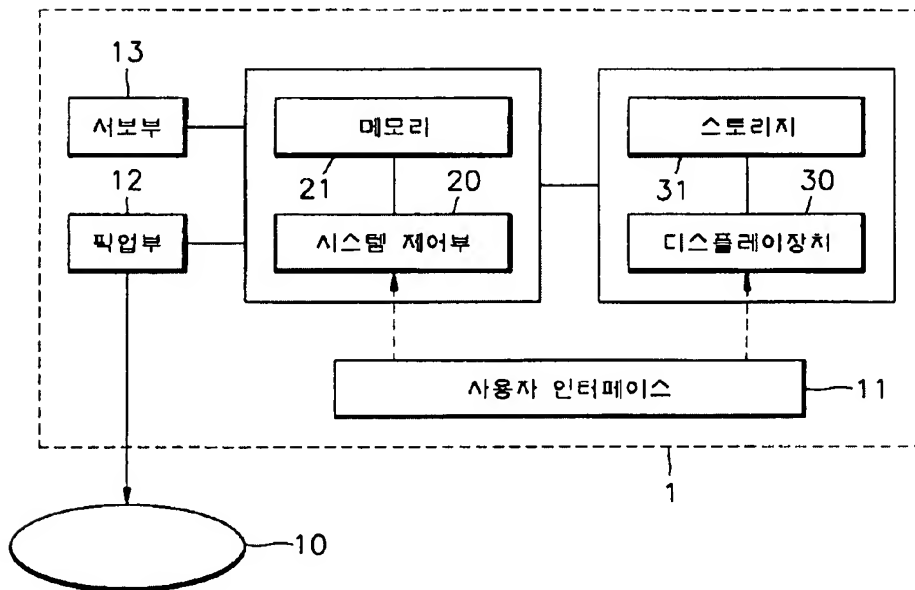 13
서보부
메모리
스토리지
12
21
20
31
30
픽업부
시스템 제어부
디스플레이장치
사용자 인터페이스
11
1
10